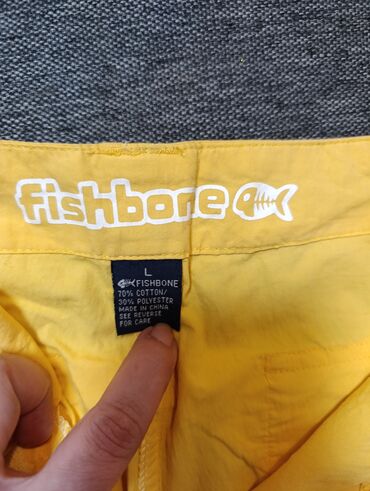 fishbone
L
FISHBONE
70% COTTON/
30% POLYESTER
MADE IN CHINA
SEE REVERSE
FOR CARE